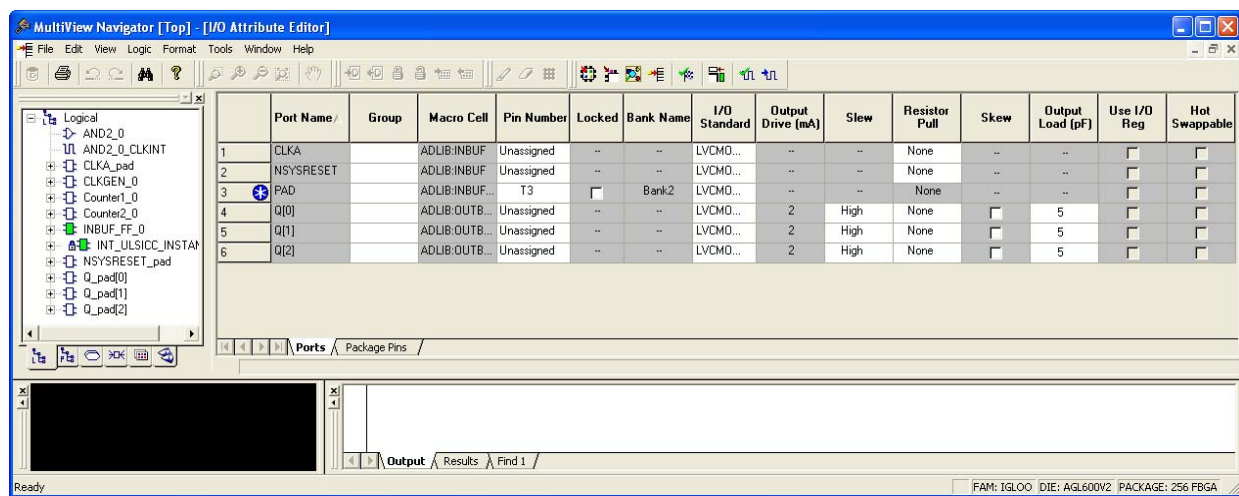 MultiView Navigator [Top] - [I/O Attribute Editor]
File Edit View Logic Format Tools Window Help
Logical
AND2_0
AND2_0_CLKINT
CLKA_pad
CLKGEN_0
Counter1_0
Counter2_0
INBUF_FF_0
INT_ULSICC_INSTAN
NSYSRESET_pad
Q_pad[0]
Q_pad[1]
Q_pad[2]
Port Name Group Macro Cell Pin Number Locked Bank Name I/O Standard Output Drive (mA) Slew Resistor Pull Skew Output Load (pF) Use I/O Reg Hot Swappable
1 CLKA ADLIB:INBUF Unassigned -- -- LVCMO... -- -- None -- --
2 NSYSRESET ADLIB:INBUF Unassigned -- -- LVCMO... -- -- None -- --
3 PAD ADLIB:INBUF... T3 Bank2 LVCMO... -- -- None -- --
4 Q[0] ADLIB:OUTB... Unassigned -- -- LVCMO... 2 High None 5
5 Q[1] ADLIB:OUTB... Unassigned -- -- LVCMO... 2 High None 5
6 Q[2] ADLIB:OUTB... Unassigned -- -- LVCMO... 2 High None 5
Ports Package Pins
Output Results Find 1
Ready FAM: IGLOO DIE: AGL600V2 PACKAGE: 256 FBGA